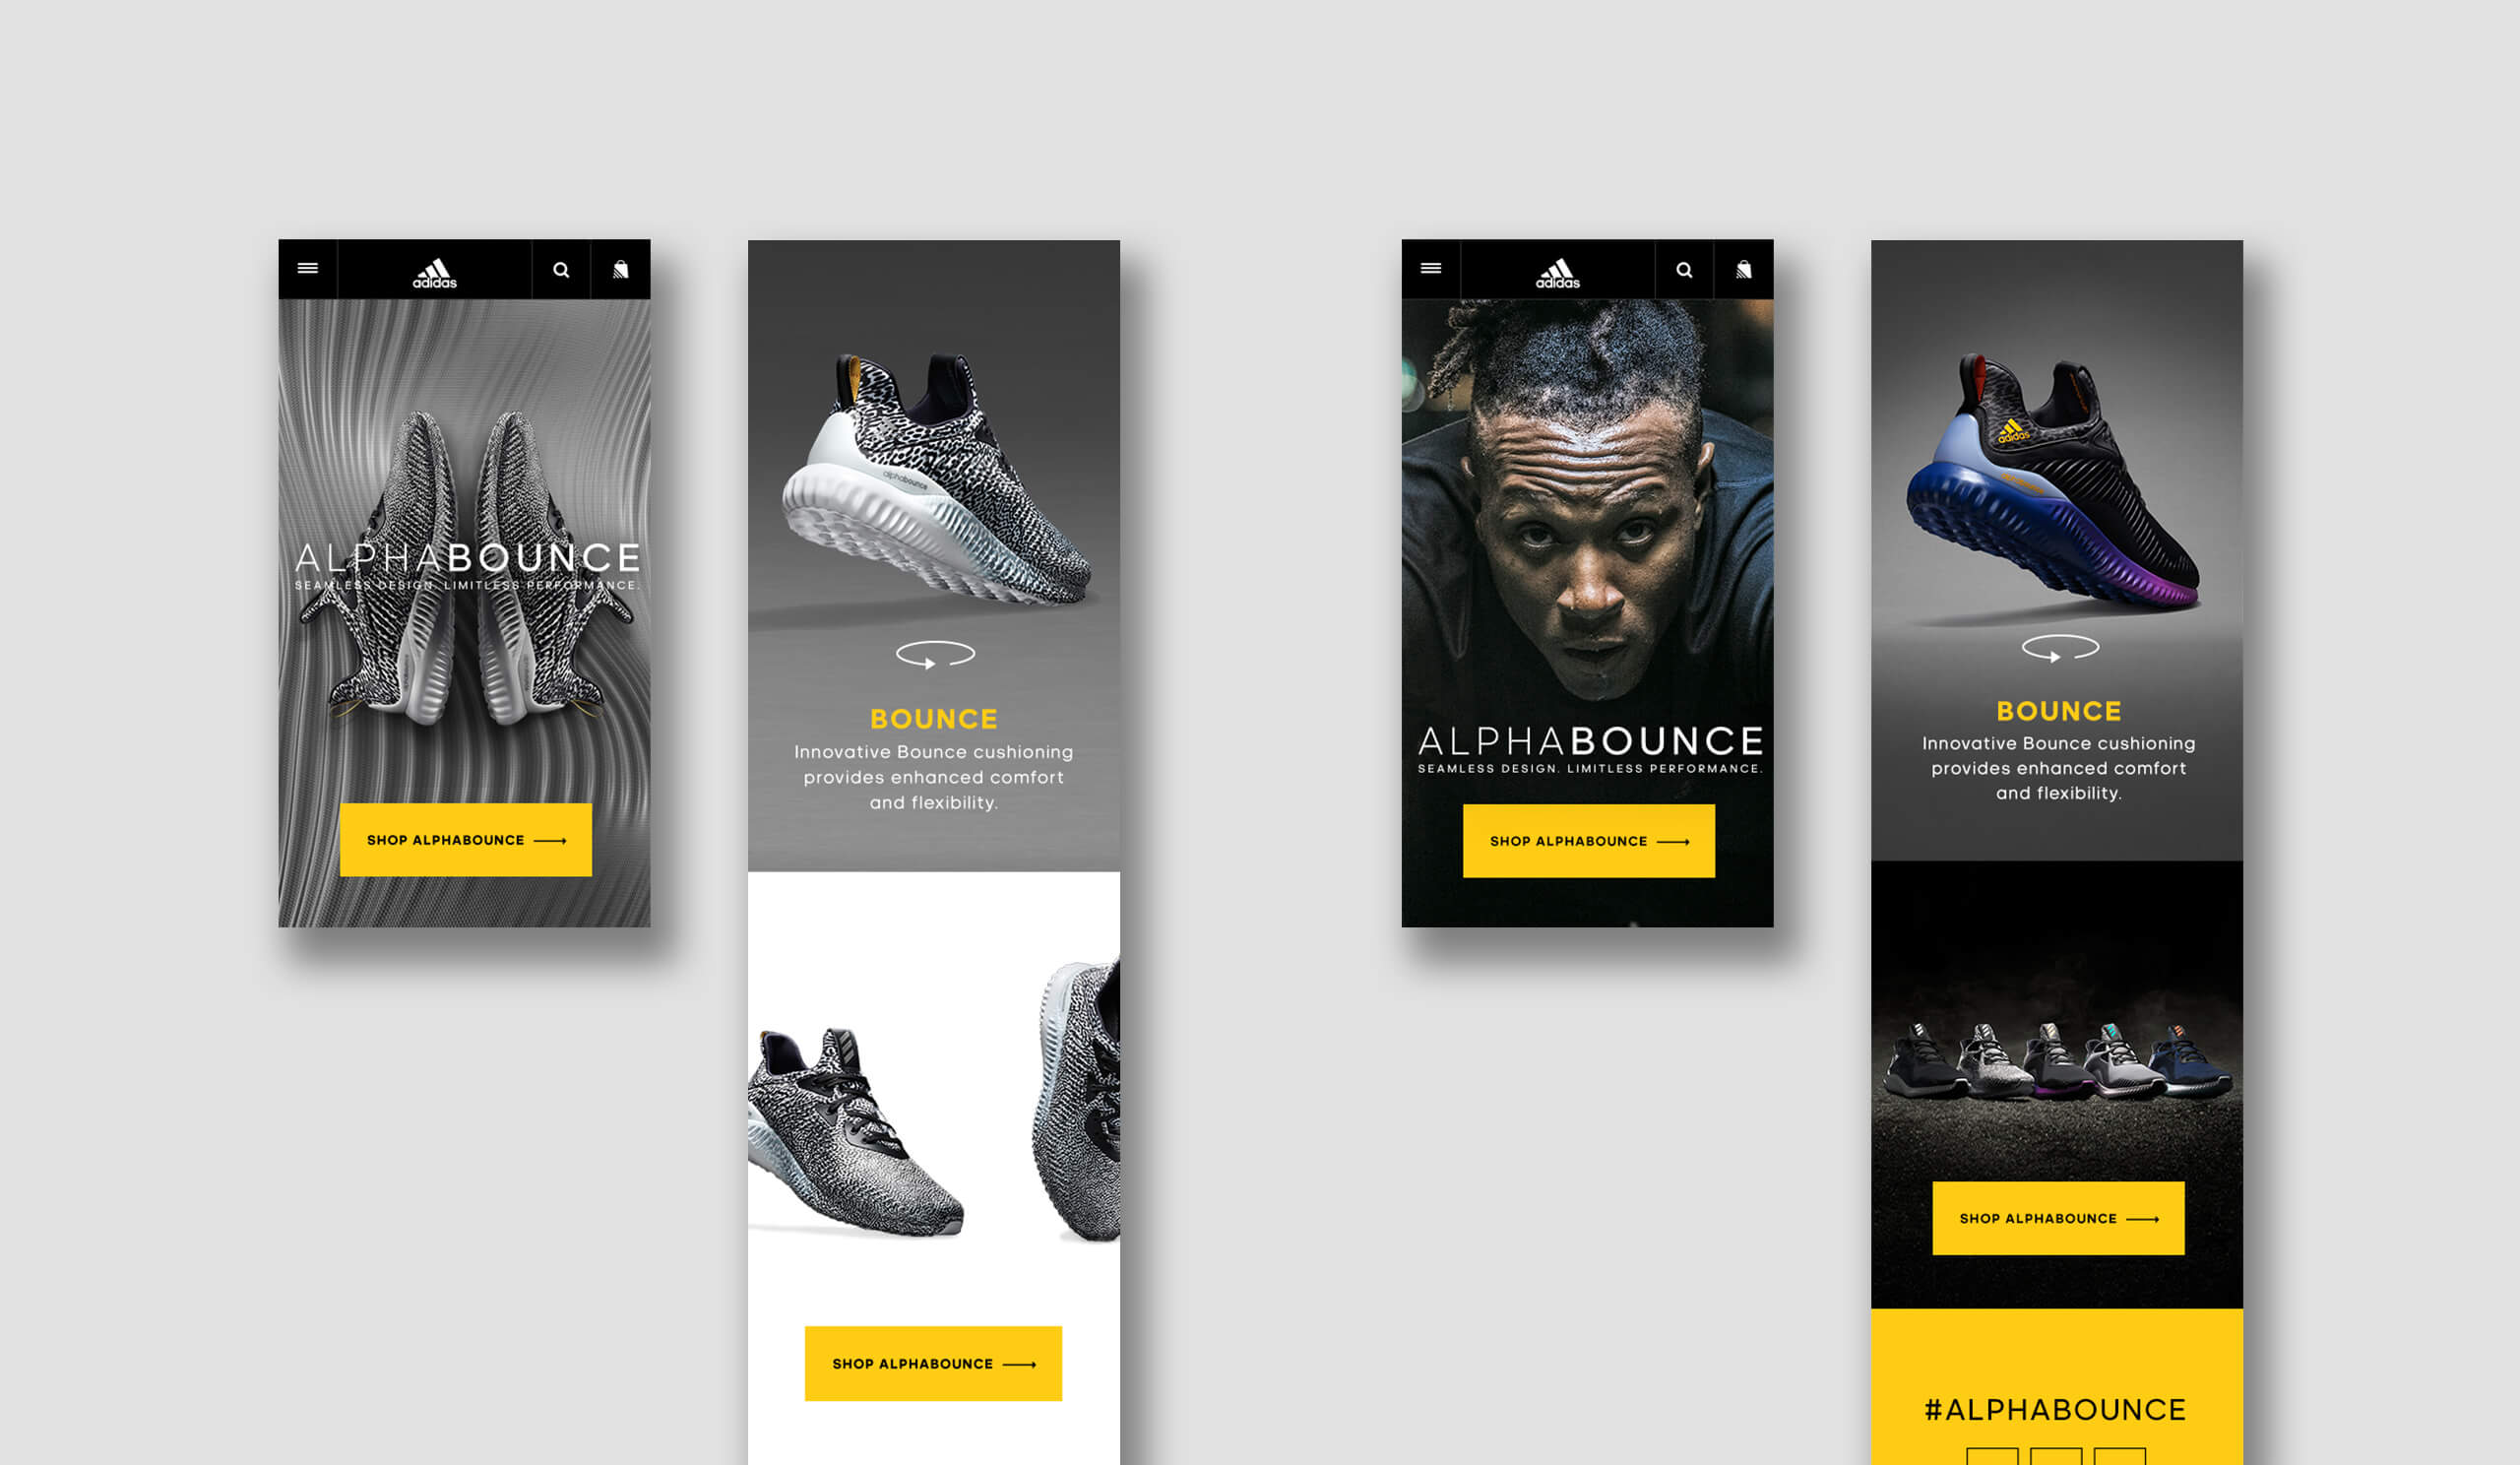 adidas
ALPHABOUNCE
SEAMLESS DESIGN. LIMITLESS PERFORMANCE.
SHOP ALPHABOUNCE
alphabounce
BOUNCE
Innovative Bounce cushioning
provides enhanced comfort
and flexibility.
SHOP ALPHABOUNCE
adidas
ALPHABOUNCE
SEAMLESS DESIGN. LIMITLESS PERFORMANCE.
SHOP ALPHABOUNCE
adidas
BOUNCE
Innovative Bounce cushioning
provides enhanced comfort
and flexibility.
SHOP ALPHABOUNCE
#ALPHABOUNCE